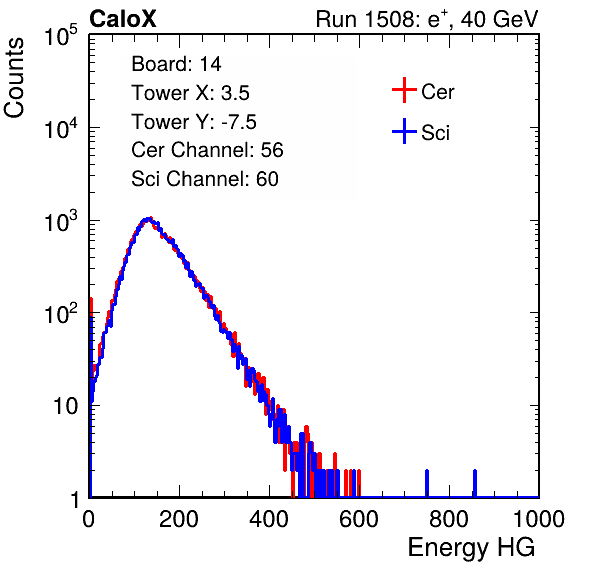 CaloX Run 1508: e⁺, 40 GeV
Counts
Board: 14
Tower X: 3.5
Tower Y: -7.5
Cer Channel: 56
Sci Channel: 60
Cer
Sci
10⁵
10⁴
10³
10²
10
1
0 200 400 600 800 1000
Energy HG